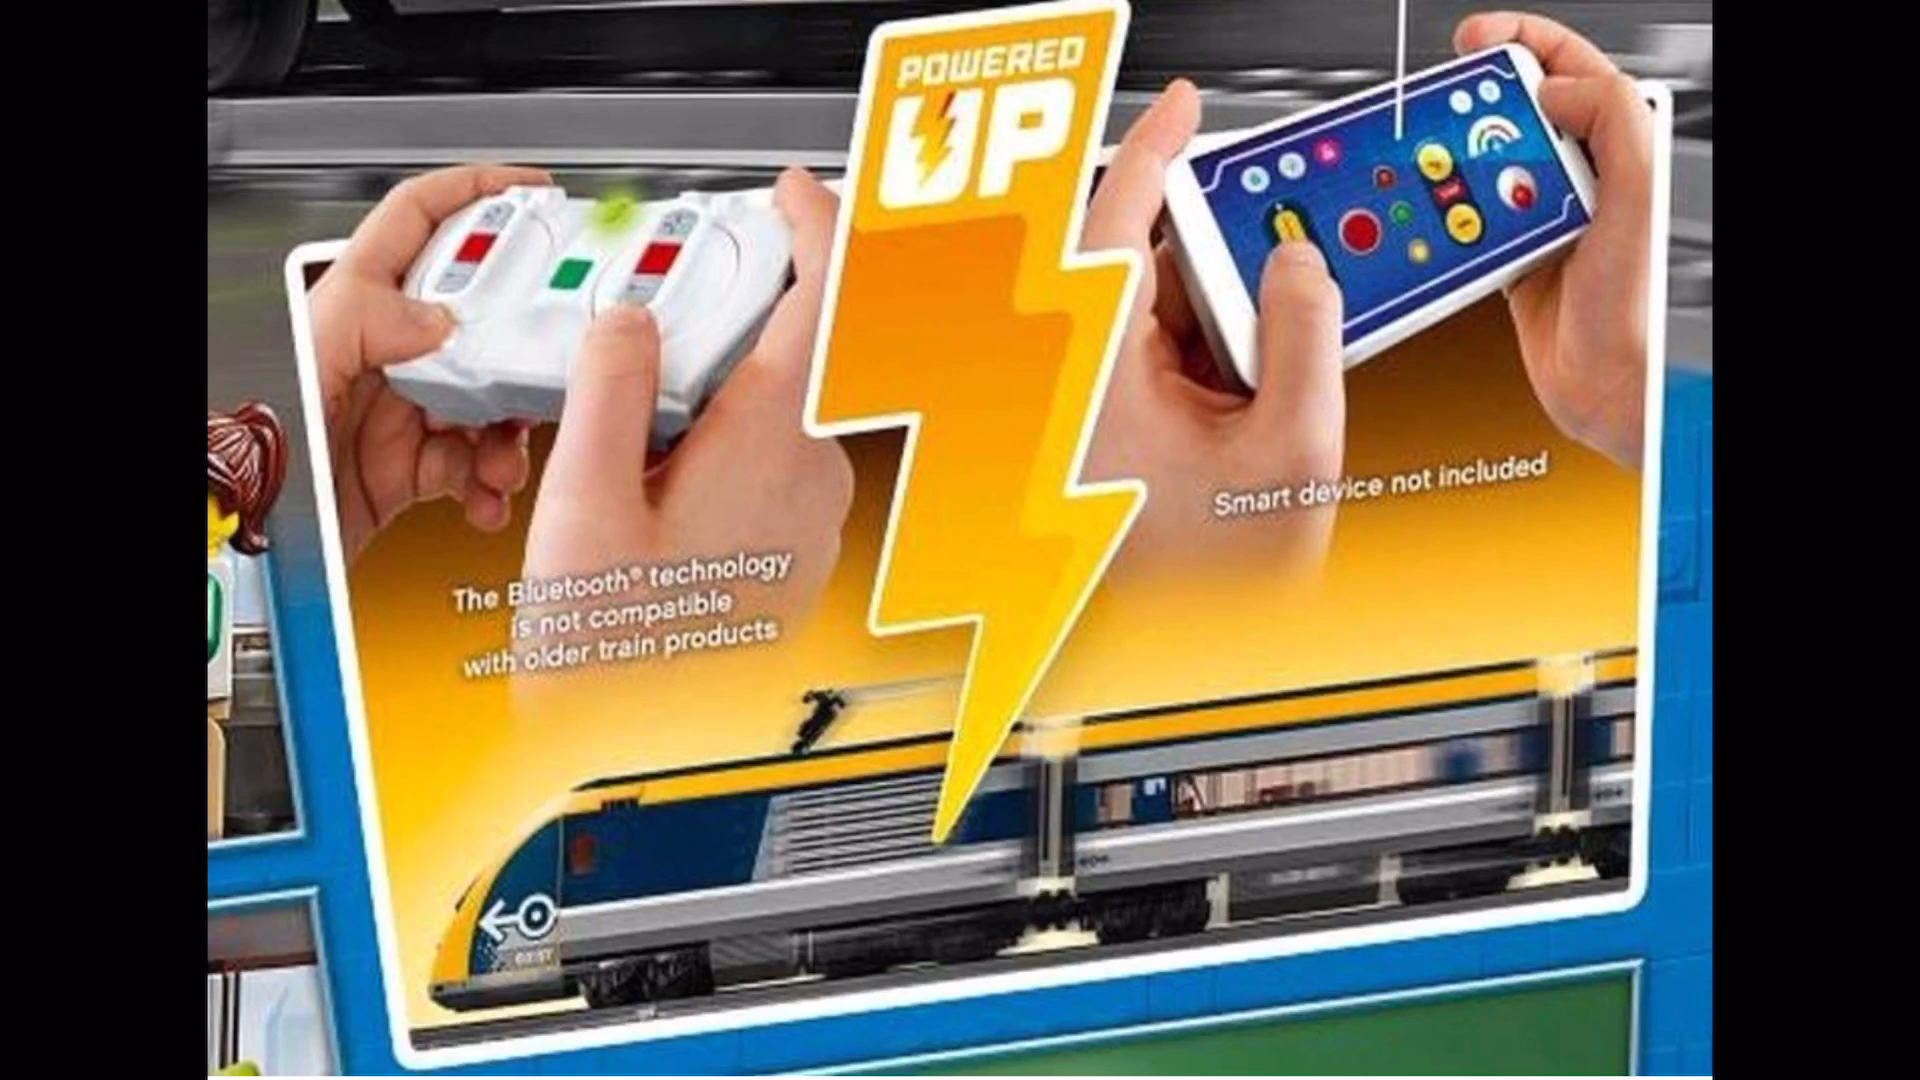 POWERED
UP
Smart device not included
The Bluetooth® technology
is not compatible
with older train products